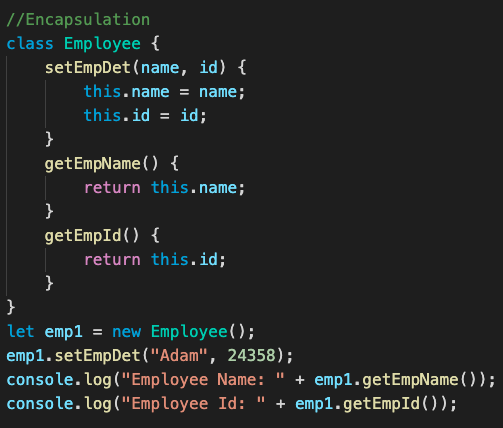 //Encapsulation
class Employee {
    setEmpDet(name, id) {
        this.name = name;
        this.id = id;
    }
    getEmpName() {
        return this.name;
    }
    getEmpId() {
        return this.id;
    }
}
let emp1 = new Employee();
emp1.setEmpDet("Adam", 24358);
console.log("Employee Name: " + emp1.getEmpName());
console.log("Employee Id: " + emp1.getEmpId());